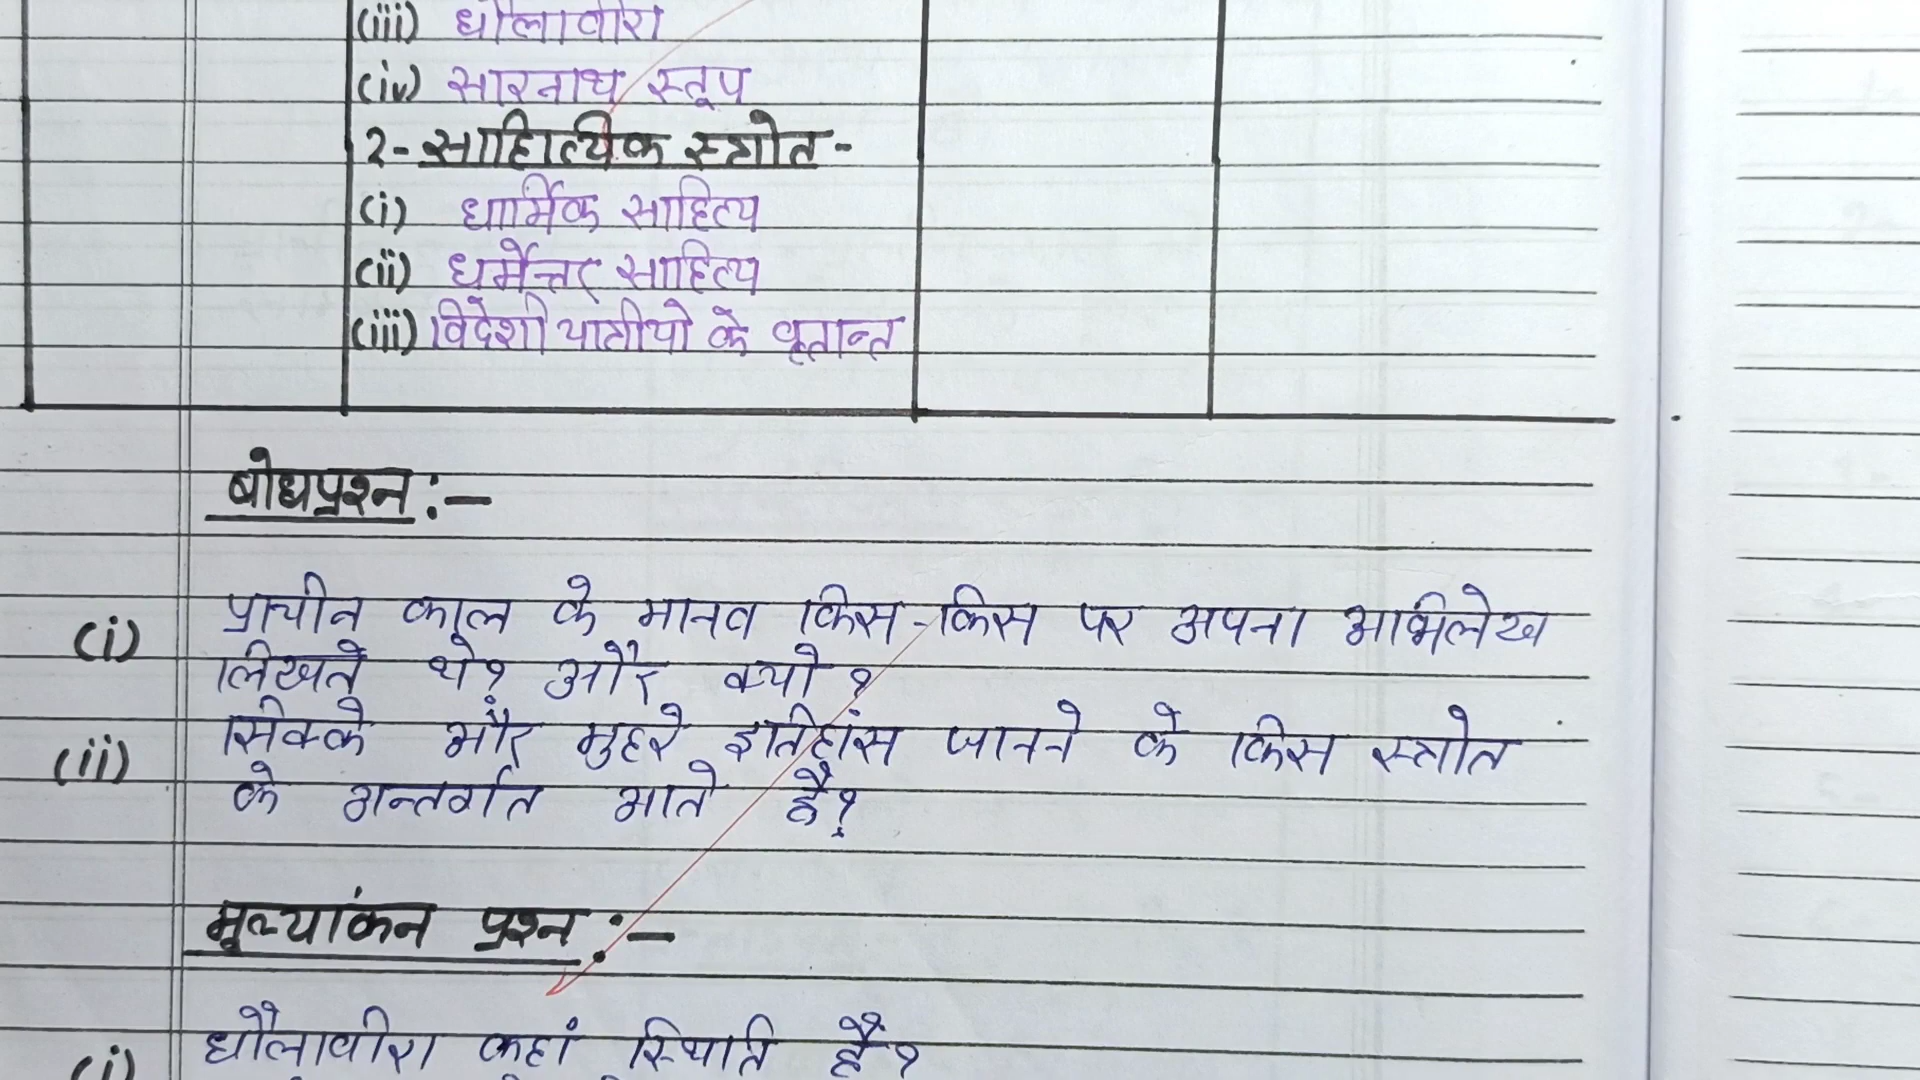 (iii) धौलावीरा
(iv) सारनाथ स्तूप
2- साहित्यिक स्त्रोत -
(i) धार्मिक साहित्य
(ii) धर्मेत्तर साहित्य
(iii) विदेशी यात्रीयो के वृतान्त
बोधप्रश्न :-
(i) प्राचीन काल के मानव किस-किस पर अपना अभिलेख
लिखते थे? और क्यो ?
(ii) सिक्के और मुहरे इतिहांस जानने के किस स्त्रोत
के अन्तर्गत आते है?
मूल्यांकन प्रश्न :-
(i) धौलावीरा कहां स्थिति है?